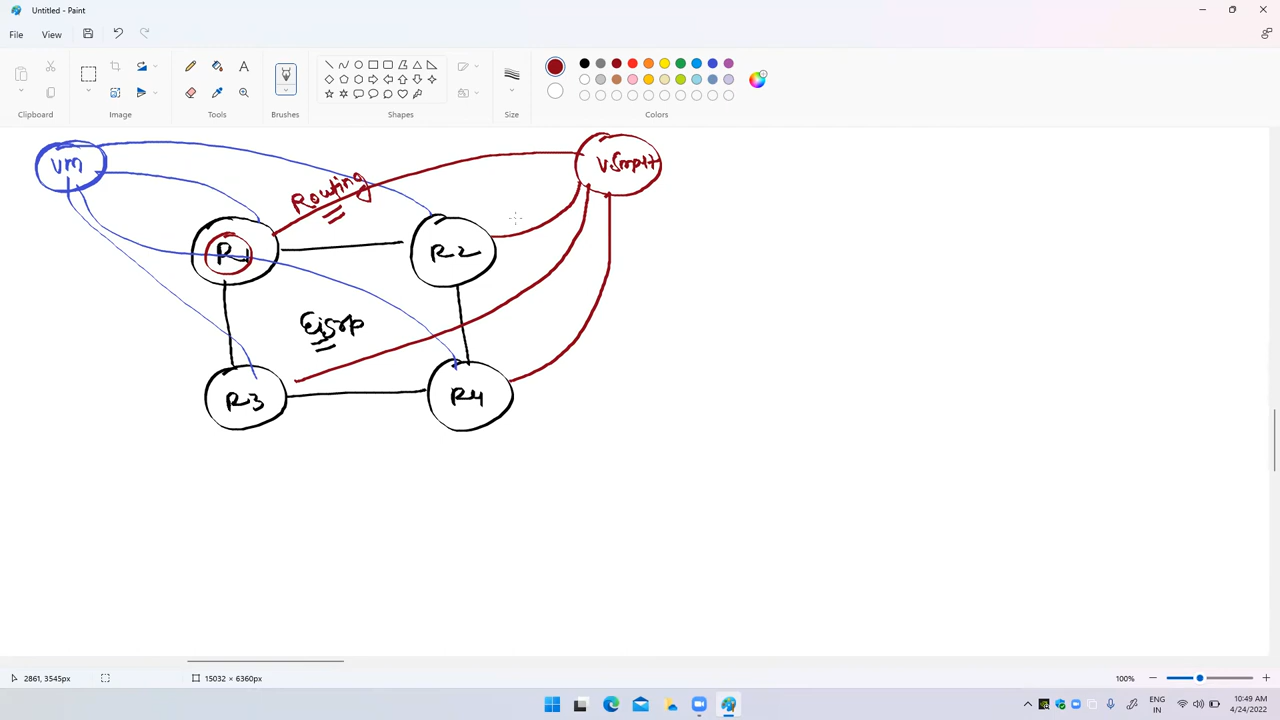 Untitled - Paint
File
View
Clipboard
Image
Tools
Brushes
Shapes
Size
Colors
vm
Routing
R1
R2
Eigrp
R3
R4
2861, 3545px
15032 × 6360px
100%
ENG
IN
10:49 AM
4/24/2022